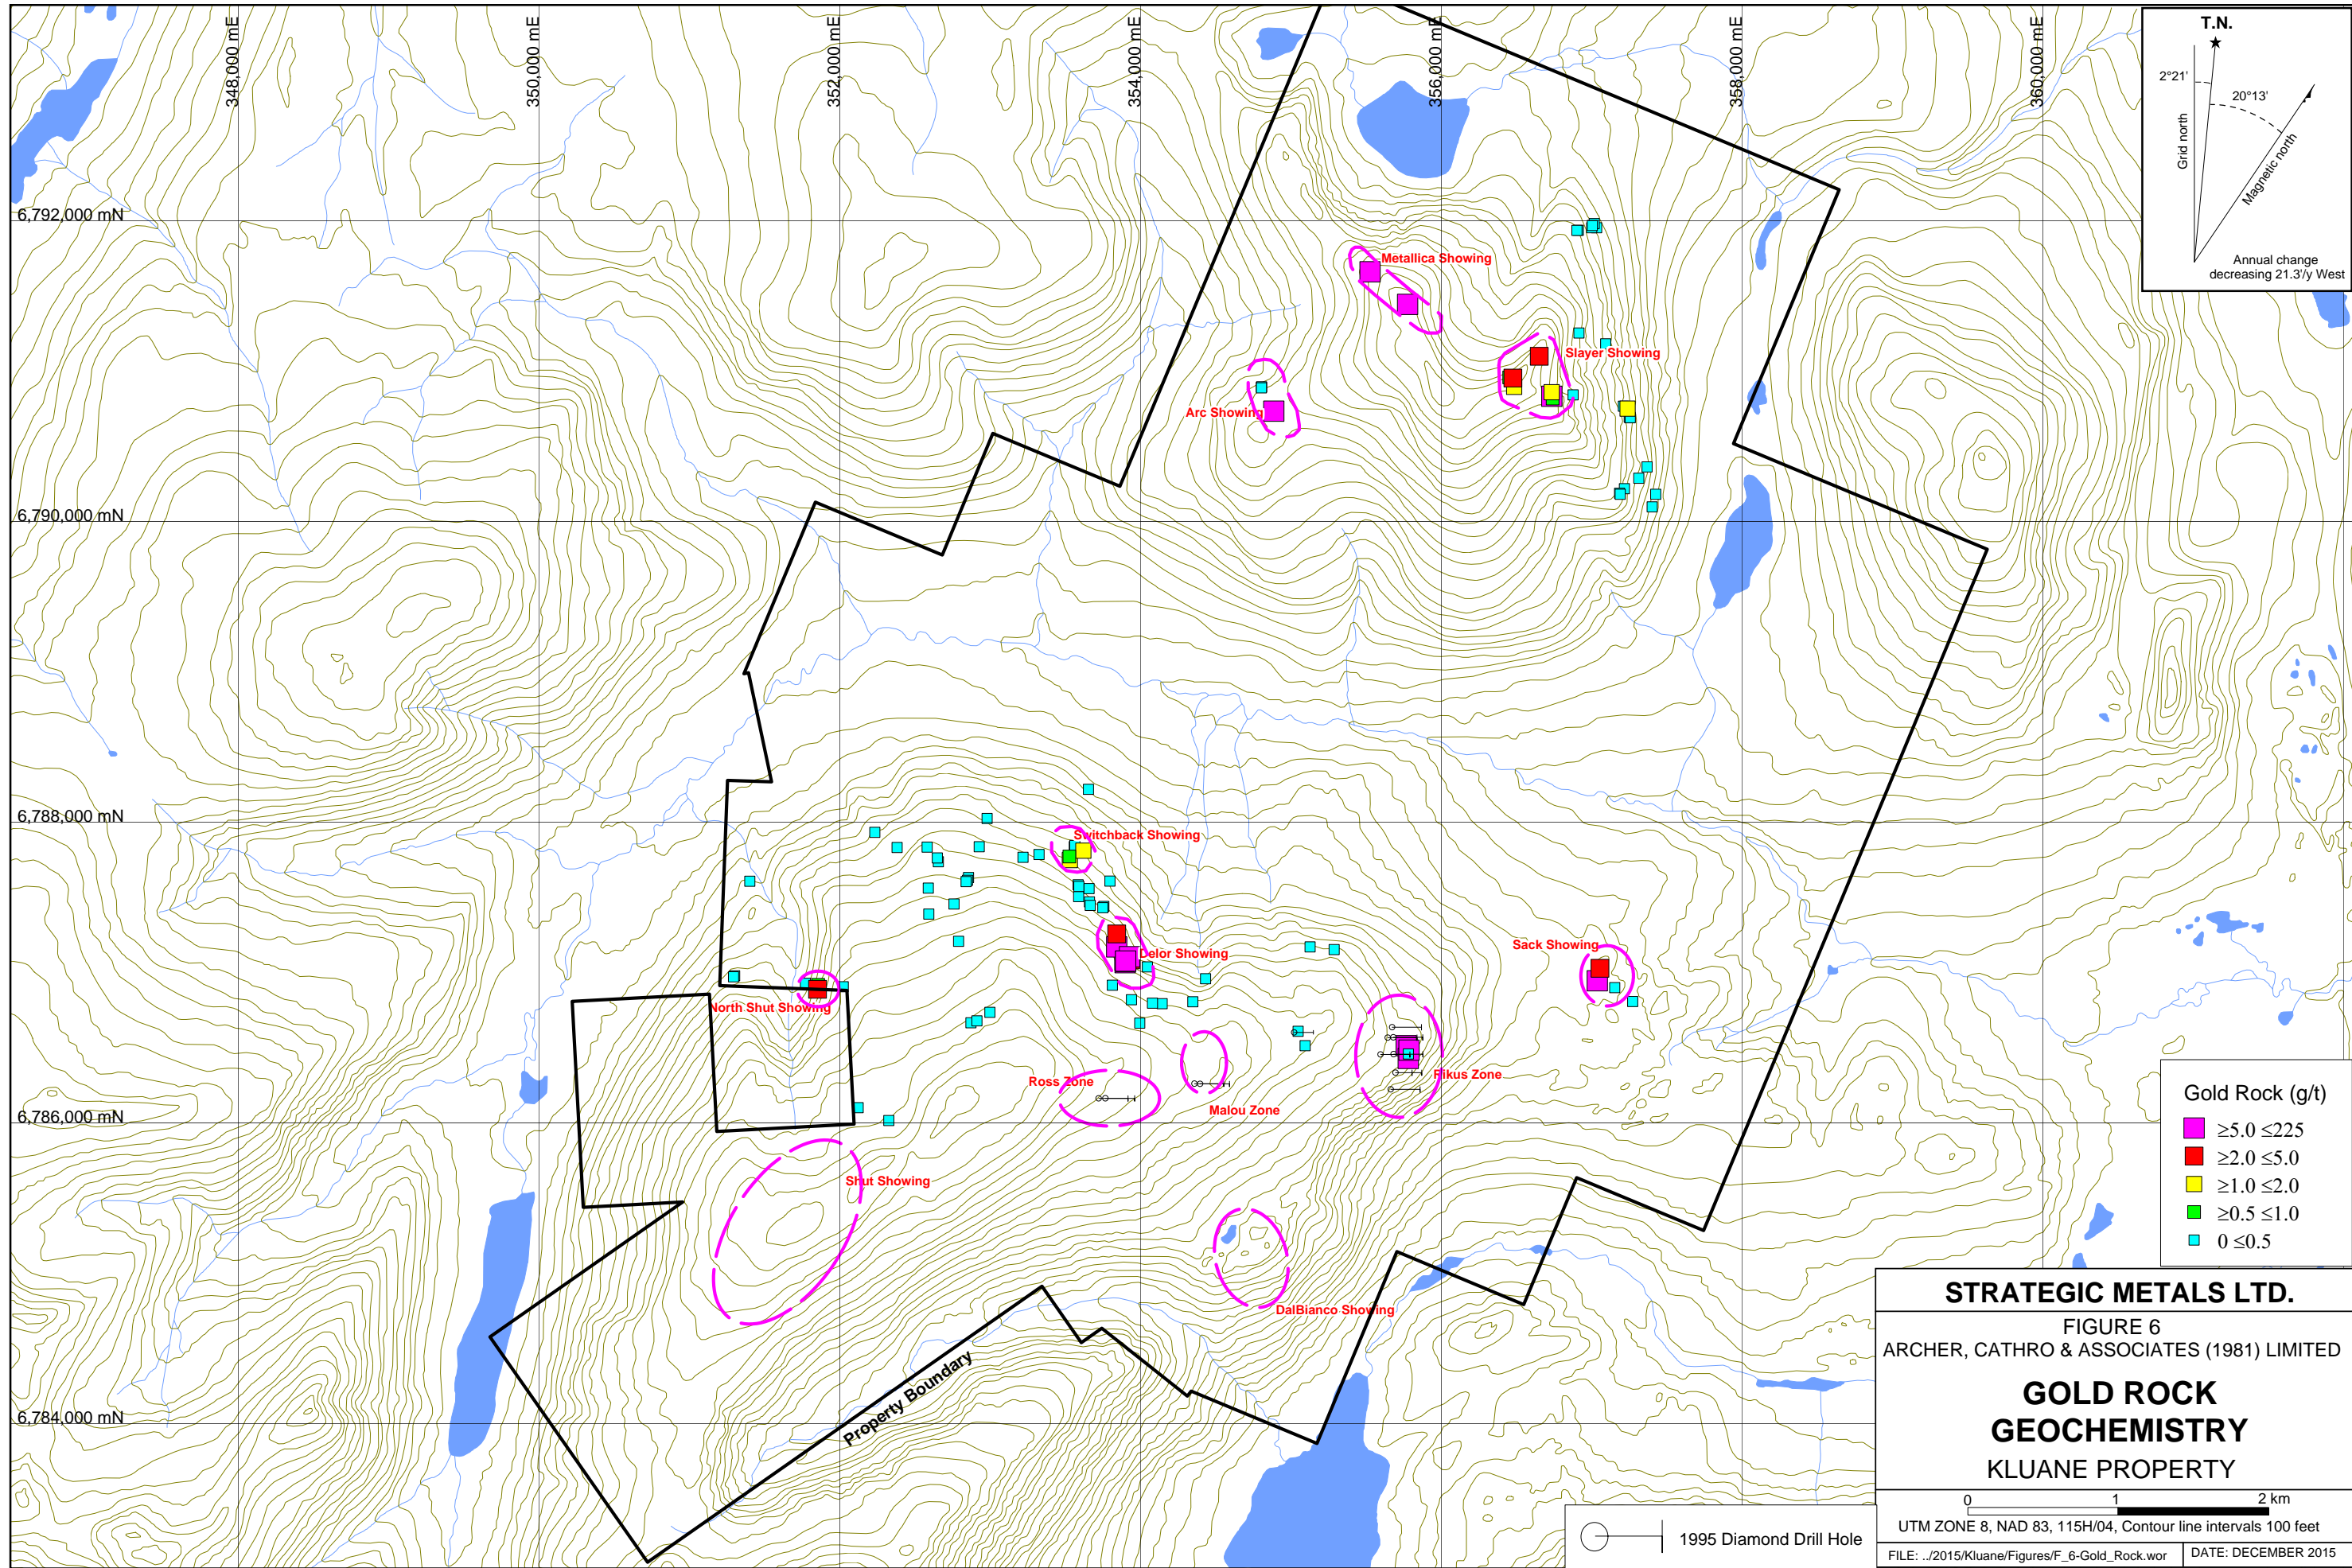 348,000 mE
350,000 mE
352,000 mE
354,000 mE
356,000 mE
358,000 mE
360,000 mE
T.N.
2°21'
20°13'
Grid north
Magnetic north
Annual change
decreasing 21.3'/y West
6,792,000 mN
Metallica Showing
Slayer Showing
Arc Showing
6,790,000 mN
6,788,000 mN
Switchback Showing
Delor Showing
Sack Showing
North Shut Showing
Ross Zone
Rikus Zone
Malou Zone
6,786,000 mN
Shut Showing
DalBianco Showing
Property Boundary
6,784,000 mN
Gold Rock (g/t)
≥5.0 ≤225
≥2.0 ≤5.0
≥1.0 ≤2.0
≥0.5 ≤1.0
0 ≤0.5
STRATEGIC METALS LTD.
FIGURE 6
ARCHER, CATHRO & ASSOCIATES (1981) LIMITED
GOLD ROCK
GEOCHEMISTRY
KLUANE PROPERTY
0 1 2 km
UTM ZONE 8, NAD 83, 115H/04, Contour line intervals 100 feet
FILE: ../2015/Kluane/Figures/F_6-Gold_Rock.wor
DATE: DECEMBER 2015
1995 Diamond Drill Hole